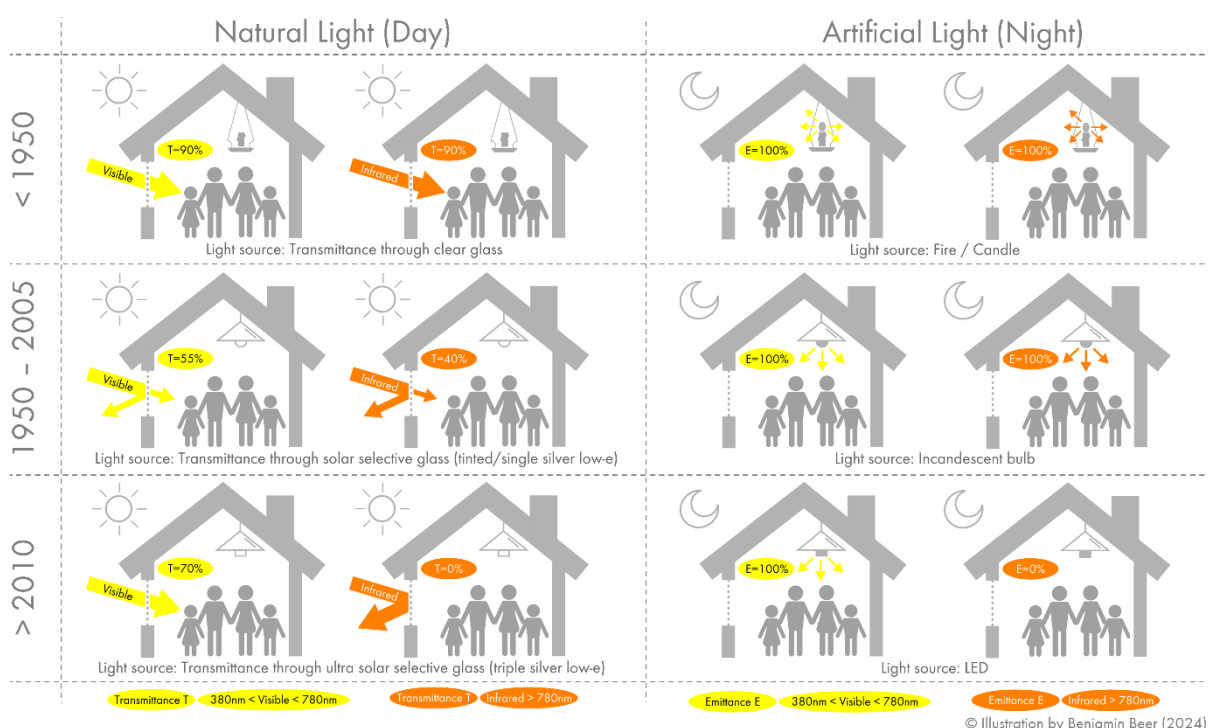 Natural Light (Day)
Artificial Light (Night)
< 1950
T=90%
Visible
T=90%
Infrared
E=100%
E=100%
Light source: Transmittance through clear glass
Light source: Fire / Candle
1950 - 2005
T=55%
Visible
T=40%
Infrared
E=100%
E=100%
Light source: Transmittance through solar selective glass (tinted/single silver low-e)
Light source: Incandescent bulb
> 2010
T=70%
Visible
T=0%
Infrared
E=100%
E=0%
Light source: Transmittance through ultra solar selective glass (triple silver low-e)
Light source: LED
Transmittance T 380nm < Visible < 780nm
Transmittance T Infrared > 780nm
Emittance E 380nm < Visible < 780nm
Emittance E Infrared > 780nm
© Illustration by Benjamin Beer (2024)